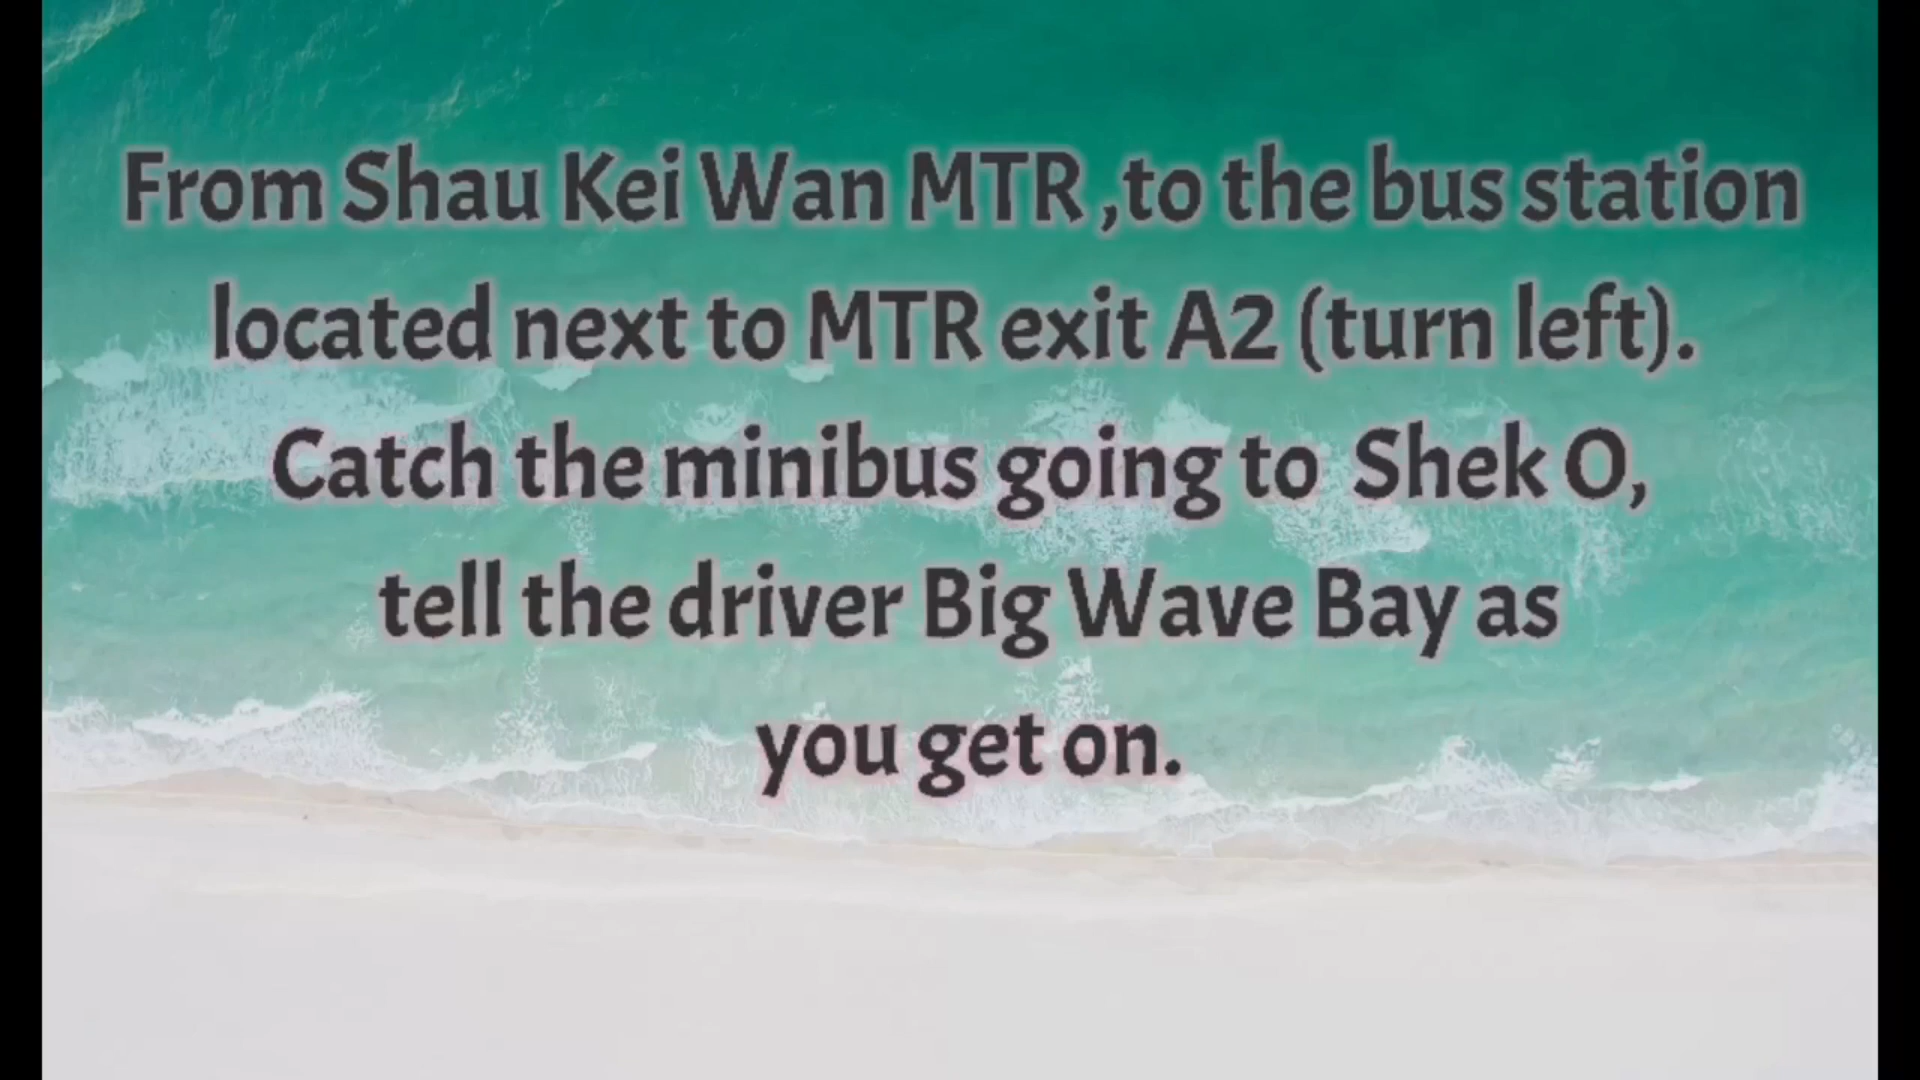 From Shau Kei Wan MTR ,to the bus station
located next to MTR exit A2 (turn left).
Catch the minibus going to Shek O,
tell the driver Big Wave Bay as
you get on.